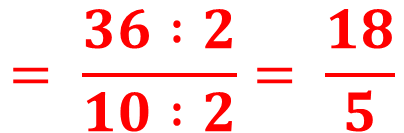 = 36 : 2 / 10 : 2 = 18 / 5